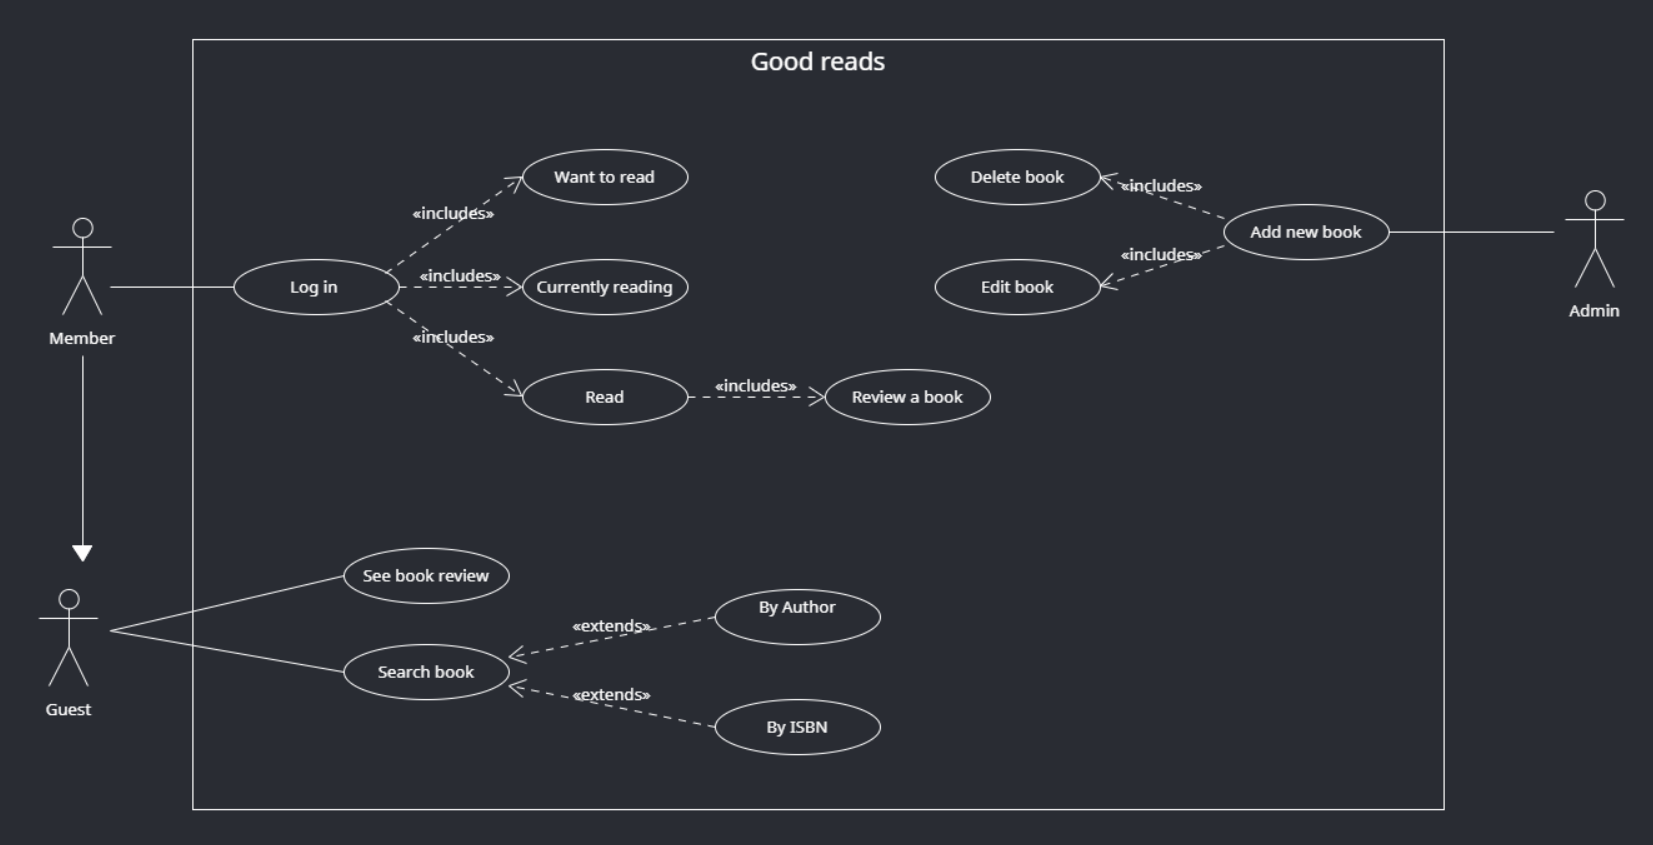 Good reads
Want to read
Delete book
«includes»
«includes»
Add new book
«includes»
«includes»
Log in
Currently reading
Edit book
Admin
Member
«includes»
Read
«includes»
Review a book
See book review
By Author
«extends»
Search book
«extends»
Guest
By ISBN